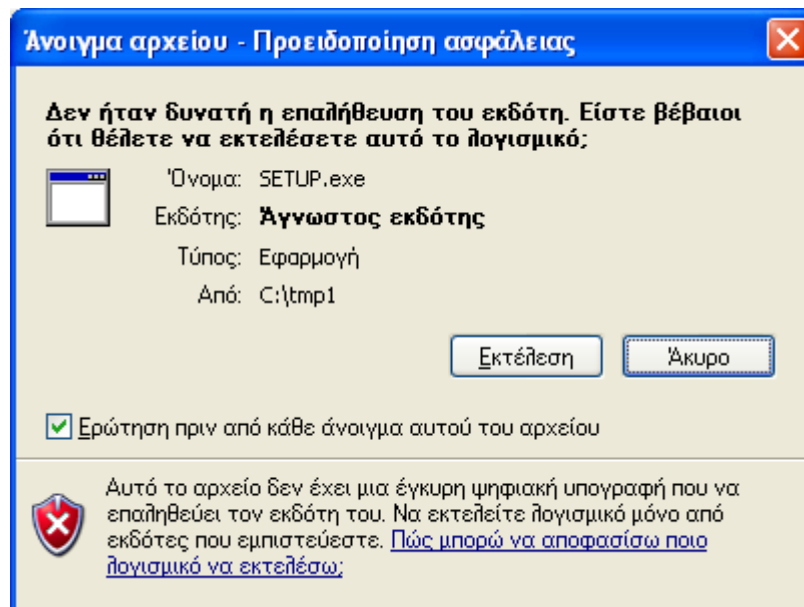 Άνοιγμα αρχείου - Προειδοποίηση ασφάλειας
Δεν ήταν δυνατή η επαλήθευση του εκδότη. Είστε βέβαιοι
ότι θέλετε να εκτελέσετε αυτό το λογισμικό;
Όνομα: SETUP.exe
Εκδότης: Άγνωστος εκδότης
Τύπος: Εφαρμογή
Από: C:\tmp1
Εκτέλεση Άκυρο
Ερώτηση πριν από κάθε άνοιγμα αυτού του αρχείου
Αυτό το αρχείο δεν έχει μια έγκυρη ψηφιακή υπογραφή που να
επαληθεύει τον εκδότη του. Να εκτελείτε λογισμικό μόνο από
εκδότες που εμπιστεύεστε. Πώς μπορώ να αποφασίσω ποιο
λογισμικό να εκτελέσω;